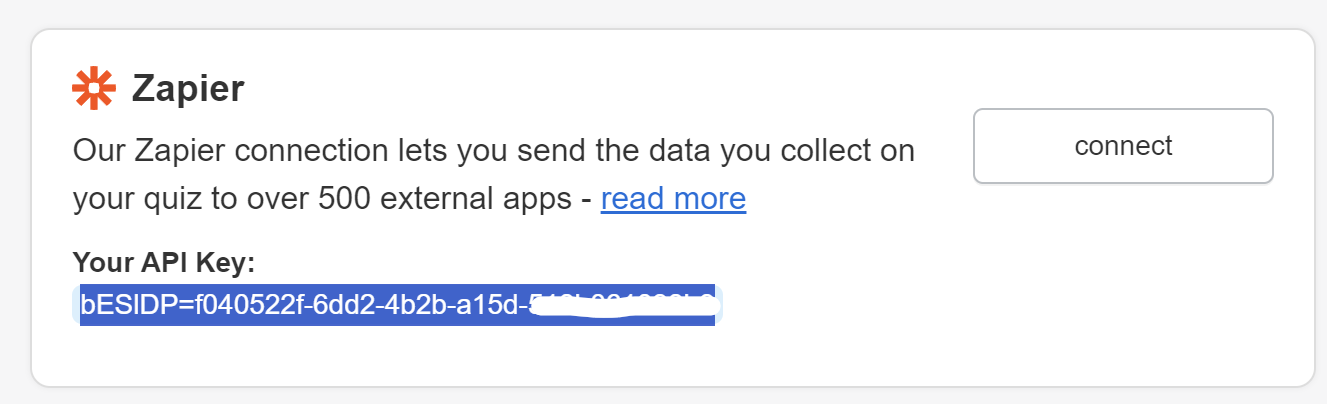 Zapier
Our Zapier connection lets you send the data you collect on
your quiz to over 500 external apps - read more
connect
Your API Key:
bESIDP=f040522f-6dd2-4b2b-a15d-